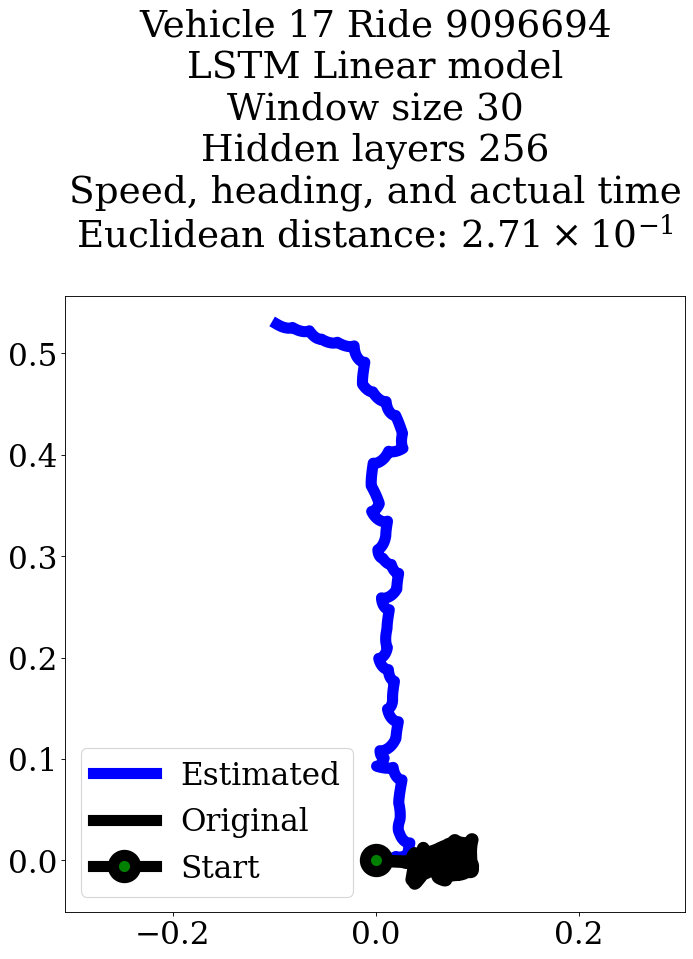 Vehicle 17 Ride 9096694
LSTM Linear model
Window size 30
Hidden layers 256
Speed, heading, and actual time
Euclidean distance: 2.71 × 10⁻¹
0.5
0.4
0.3
0.2
0.1
0.0
Estimated
Original
Start
−0.2
0.0
0.2